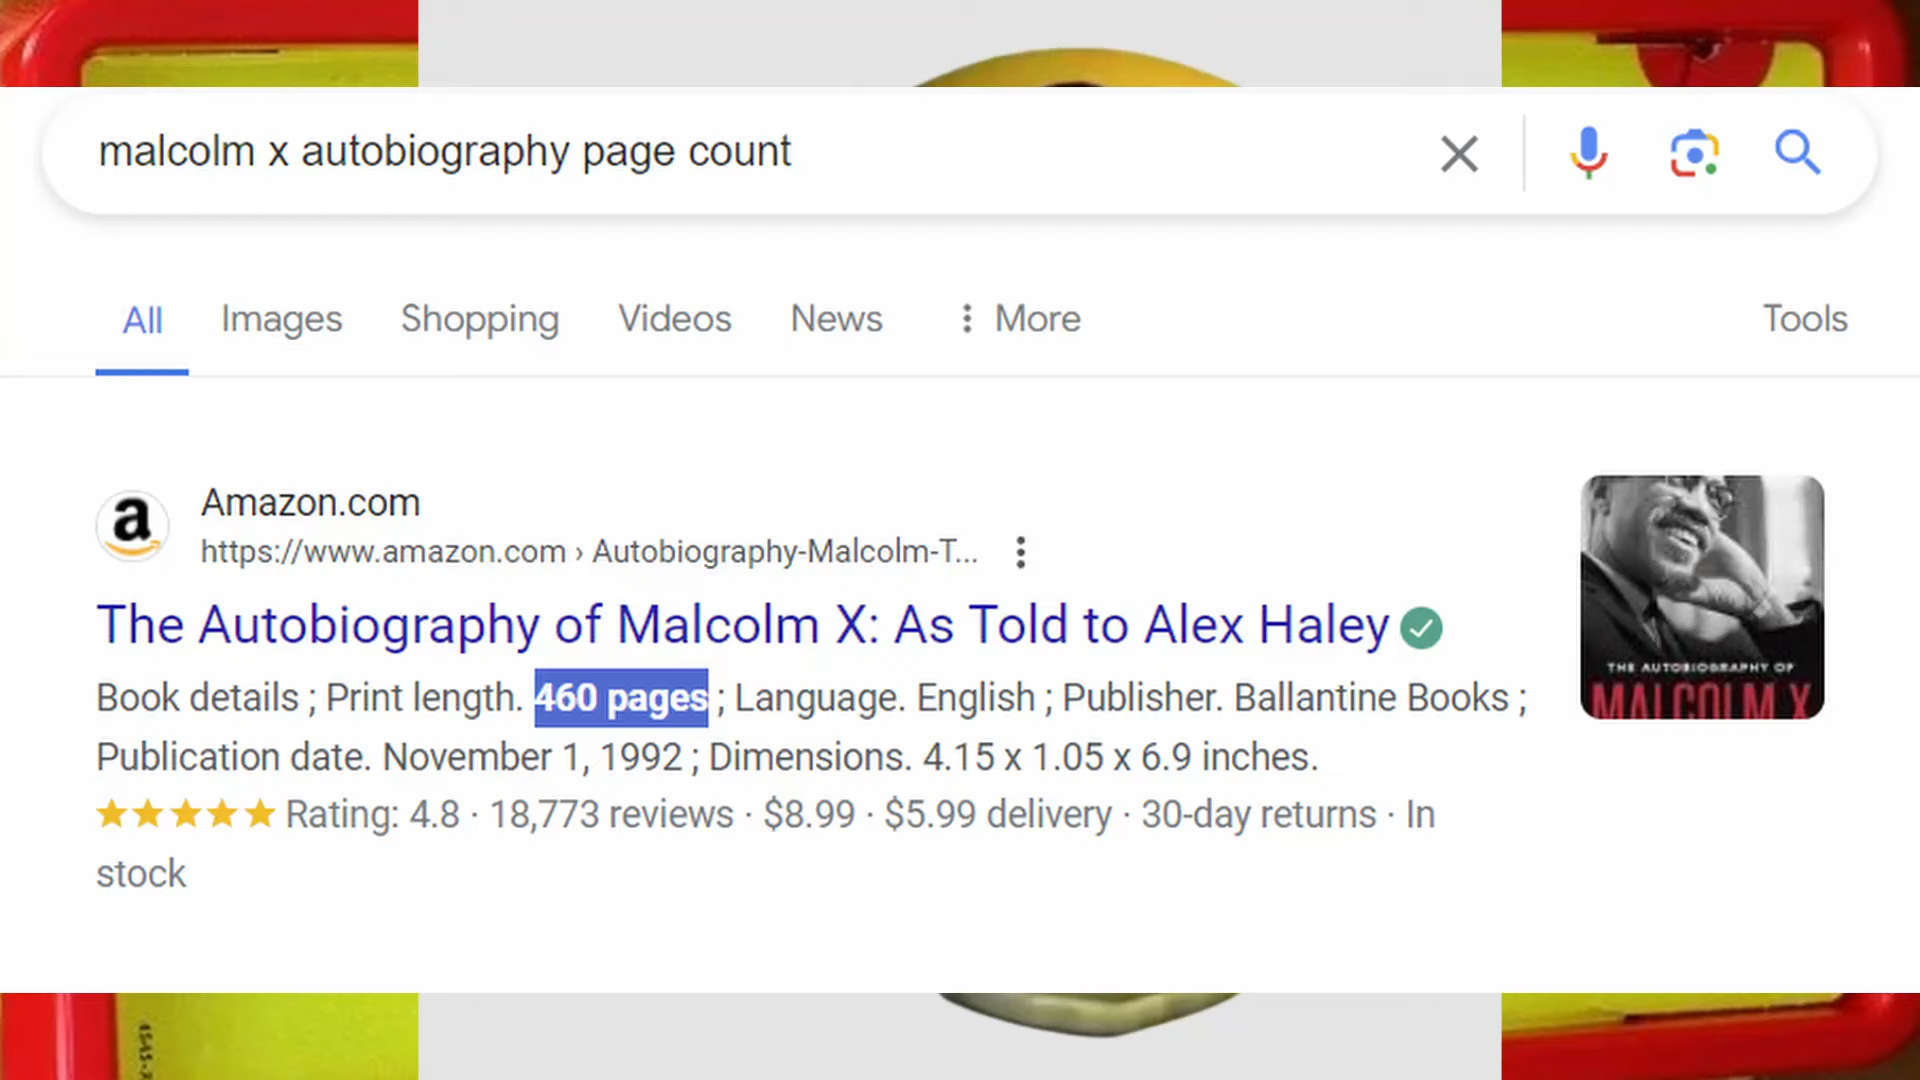 malcolm x autobiography page count
All Images Shopping Videos News More Tools
Amazon.com
https://www.amazon.com › Autobiography-Malcolm-T...
The Autobiography of Malcolm X: As Told to Alex Haley
Book details ; Print length. 460 pages ; Language. English ; Publisher. Ballantine Books ;
Publication date. November 1, 1992 ; Dimensions. 4.15 x 1.05 x 6.9 inches.
Rating: 4.8 · 18,773 reviews · $8.99 · $5.99 delivery · 30-day returns · In
stock
THE AUTOBIOGRAPHY OF
MALCOLM X